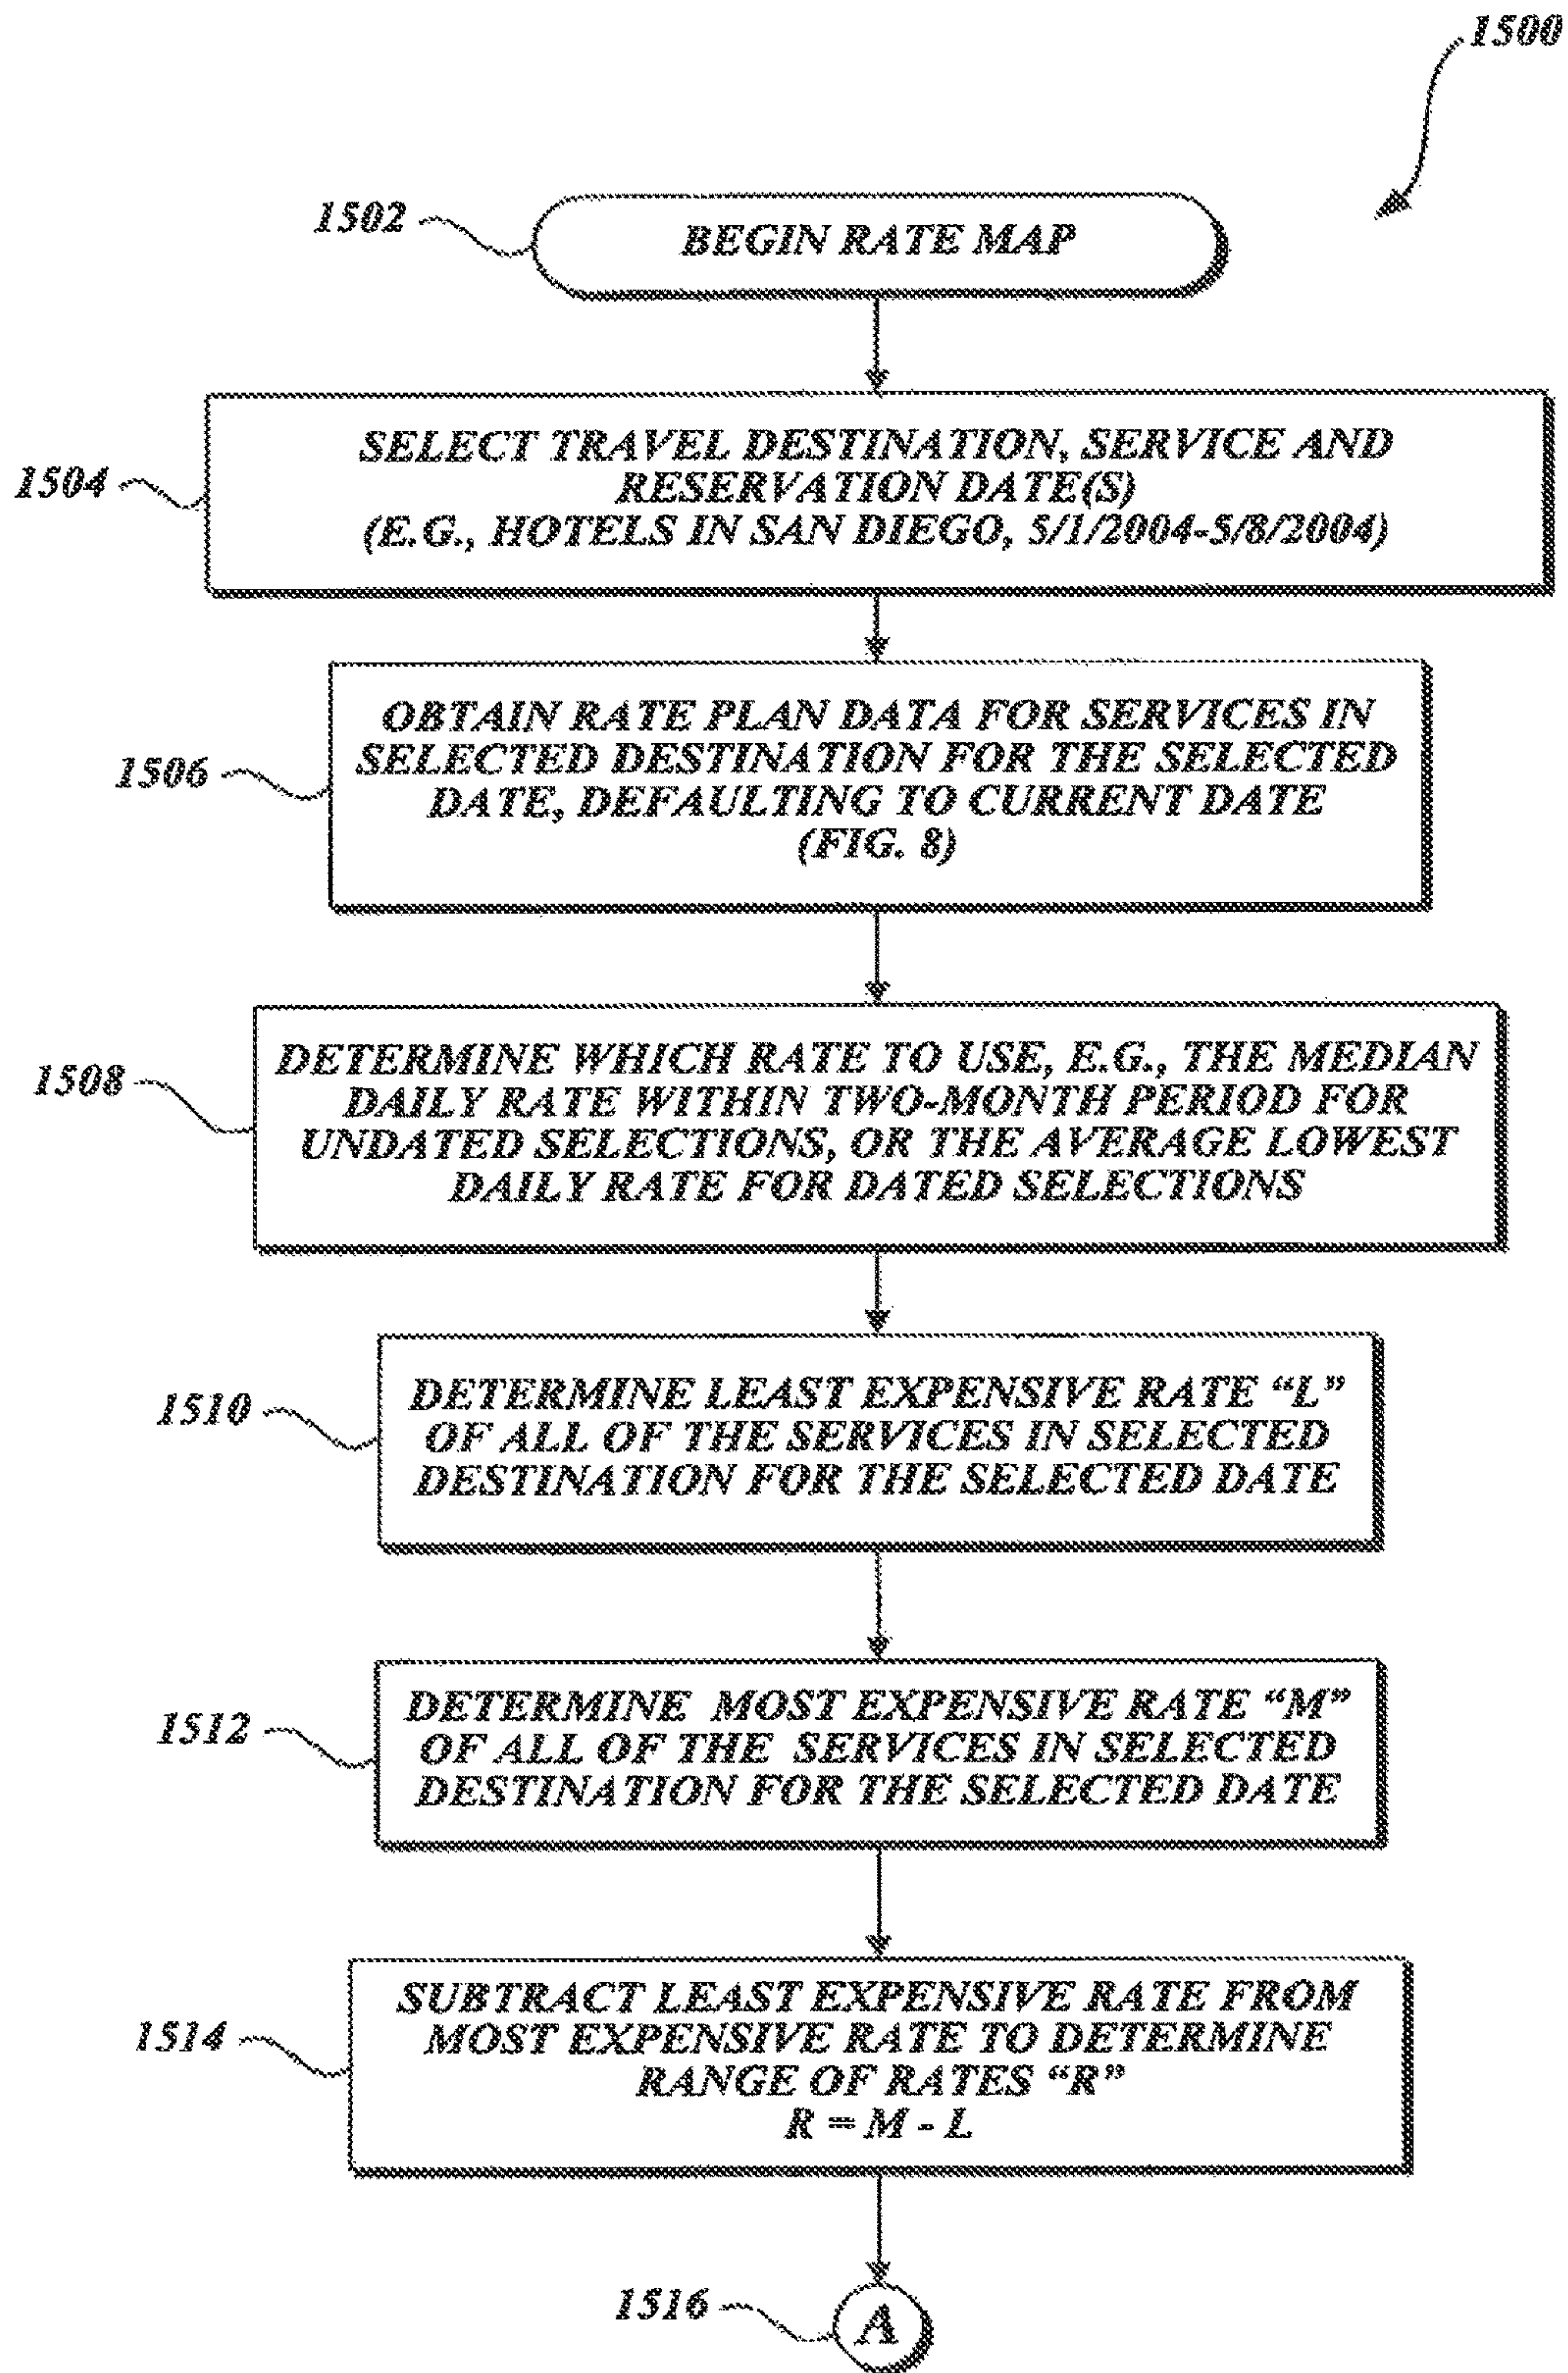 1500
1502
BEGIN RATE MAP
1504
SELECT TRAVEL DESTINATION, SERVICE AND
RESERVATION DATE(S)
(E.G., HOTELS IN SAN DIEGO, 5/1/2004-5/8/2004)
1506
OBTAIN RATE PLAN DATA FOR SERVICES IN
SELECTED DESTINATION FOR THE SELECTED
DATE, DEFAULTING TO CURRENT DATE
(FIG. 8)
1508
DETERMINE WHICH RATE TO USE, E.G., THE MEDIAN
DAILY RATE WITHIN TWO-MONTH PERIOD FOR
UNDATED SELECTIONS, OR THE AVERAGE LOWEST
DAILY RATE FOR DATED SELECTIONS
1510
DETERMINE LEAST EXPENSIVE RATE “L”
OF ALL OF THE SERVICES IN SELECTED
DESTINATION FOR THE SELECTED DATE
1512
DETERMINE MOST EXPENSIVE RATE “M”
OF ALL OF THE SERVICES IN SELECTED
DESTINATION FOR THE SELECTED DATE
1514
SUBTRACT LEAST EXPENSIVE RATE FROM
MOST EXPENSIVE RATE TO DETERMINE
RANGE OF RATES “R”
R = M - L
1516
A